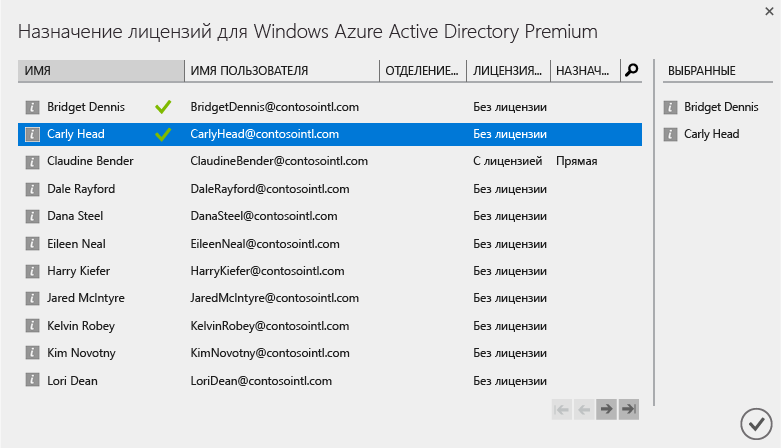 Назначение лицензий для Windows Azure Active Directory Premium
ИМЯ ИМЯ ПОЛЬЗОВАТЕЛЯ ОТДЕЛЕНИЕ... ЛИЦЕНЗИЯ... НАЗНАЧ... ВЫБРАННЫЕ
Bridget Dennis BridgetDennis@contosointl.com Без лицензии Bridget Dennis
Carly Head CarlyHead@contosointl.com Без лицензии Carly Head
Claudine Bender ClaudineBender@contosointl.com С лицензией Прямая
Dale Rayford DaleRayford@contosointl.com Без лицензии
Dana Steel DanaSteel@contosointl.com Без лицензии
Eileen Neal EileenNeal@contosointl.com Без лицензии
Harry Kiefer HarryKiefer@contosointl.com Без лицензии
Jared McIntyre JaredMcIntyre@contosointl.com Без лицензии
Kelvin Robey KelvinRobey@contosointl.com Без лицензии
Kim Novotny KimNovotny@contosointl.com Без лицензии
Lori Dean LoriDean@contosointl.com Без лицензии